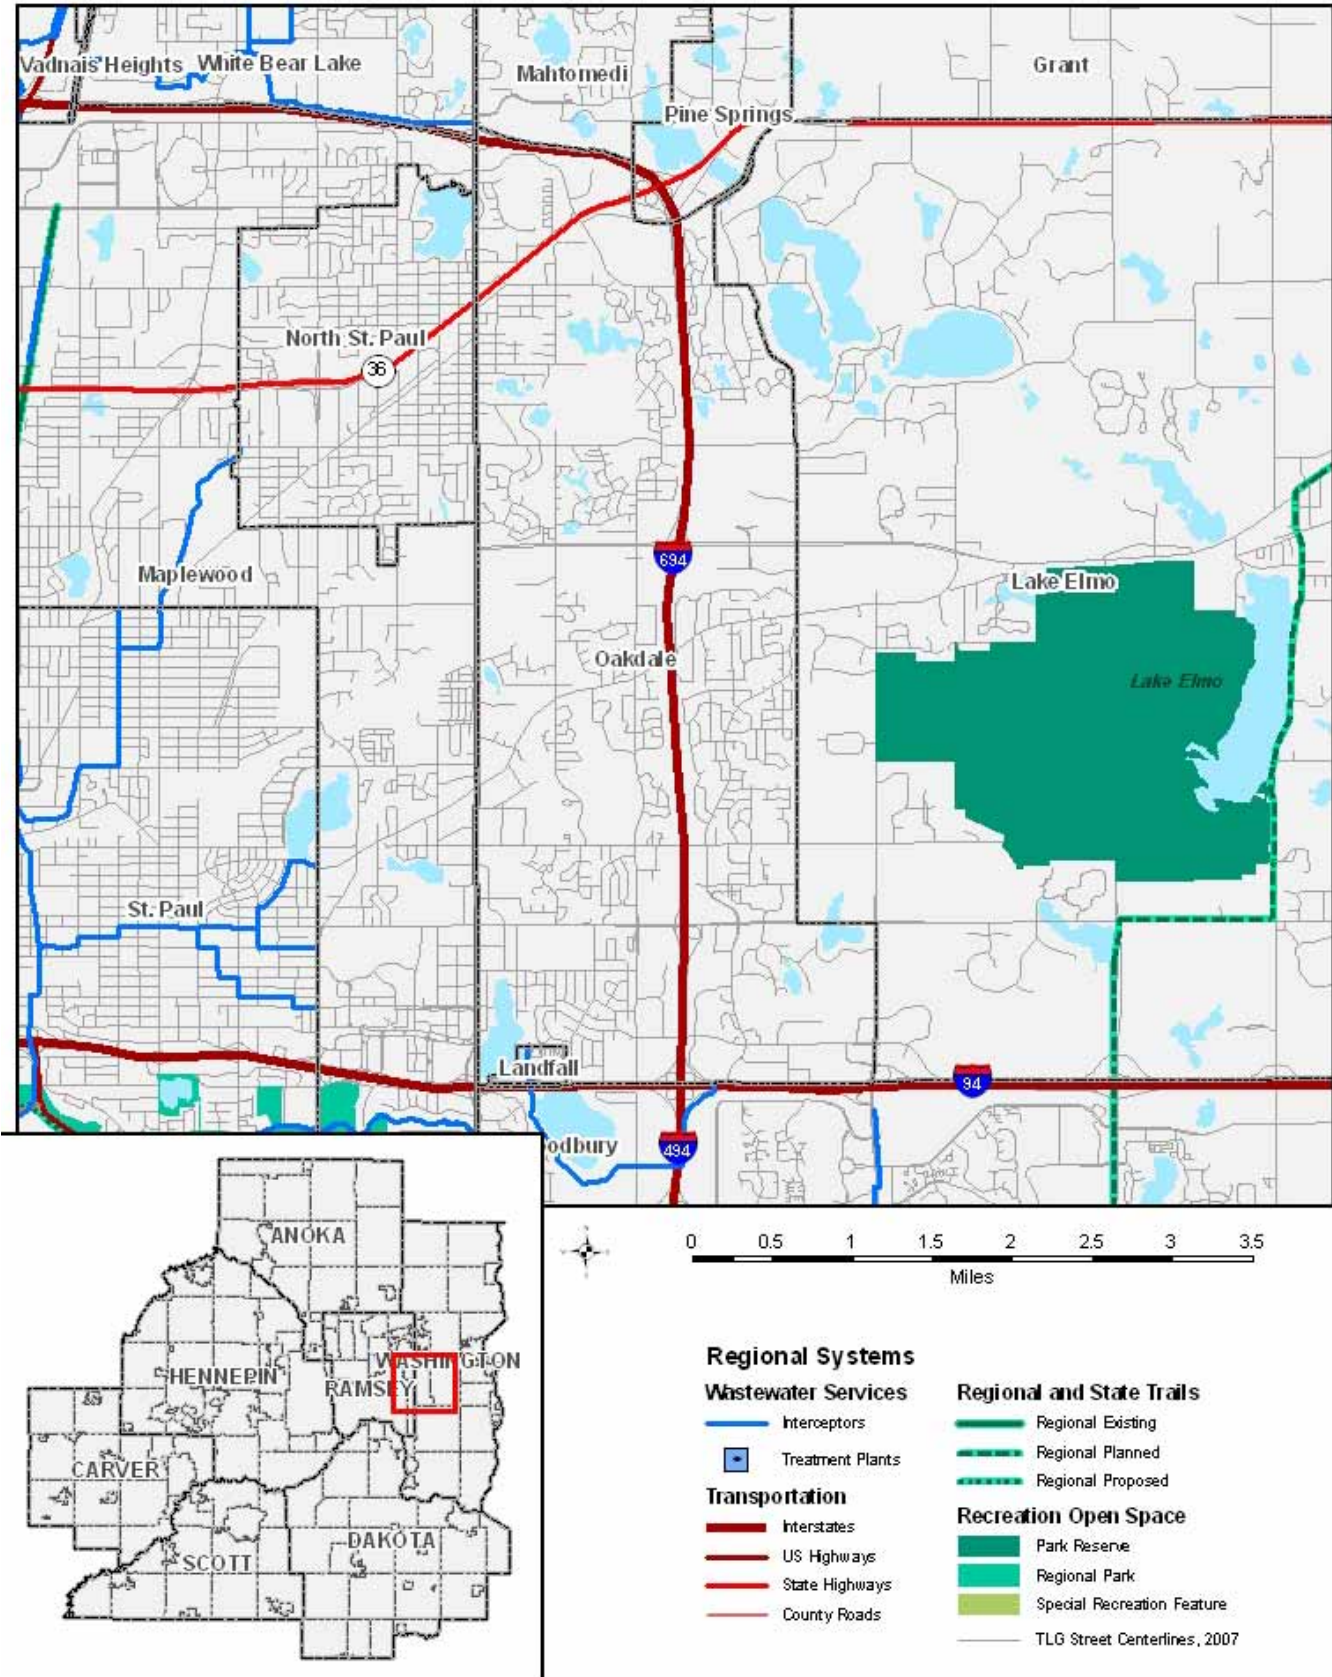 Vadnais Heights
White Bear Lake
Mahtomedi
Grant
Pine Springs
North St. Paul
36
694
Maplewood
Lake Elmo
Oakdale
Lake Elmo
St. Paul
Landfall
94
odbury
494
ANOKA
WASHINGTON
HENNEPIN
RAMSEY
CARVER
DAKOTA
SCOTT
0 0.5 1 1.5 2 2.5 3 3.5
Miles
Regional Systems
Wastewater Services
Interceptors
Treatment Plants
Transportation
Interstates
US Highways
State Highways
County Roads
Regional and State Trails
Regional Existing
Regional Planned
Regional Proposed
Recreation Open Space
Park Reserve
Regional Park
Special Recreation Feature
TLG Street Centerlines, 2007